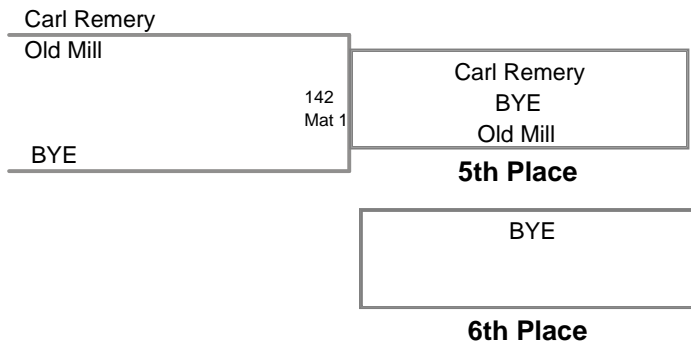 Carl Remery
Old Mill
142
Mat 1
BYE
Carl Remery
BYE
Old Mill
5th Place
BYE
6th Place